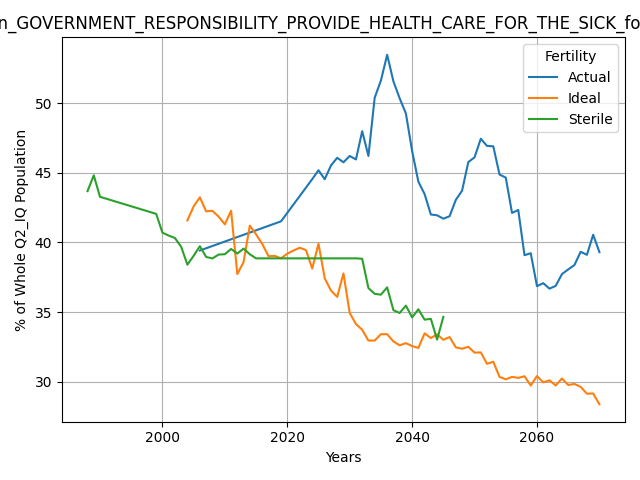 n_GOVERNMENT_RESPONSIBILITY_PROVIDE_HEALTH_CARE_FOR_THE_SICK_fo
Fertility
Actual
Ideal
Sterile
% of Whole Q2_IQ Population
50
45
40
35
30
2000
2020
2040
2060
Years